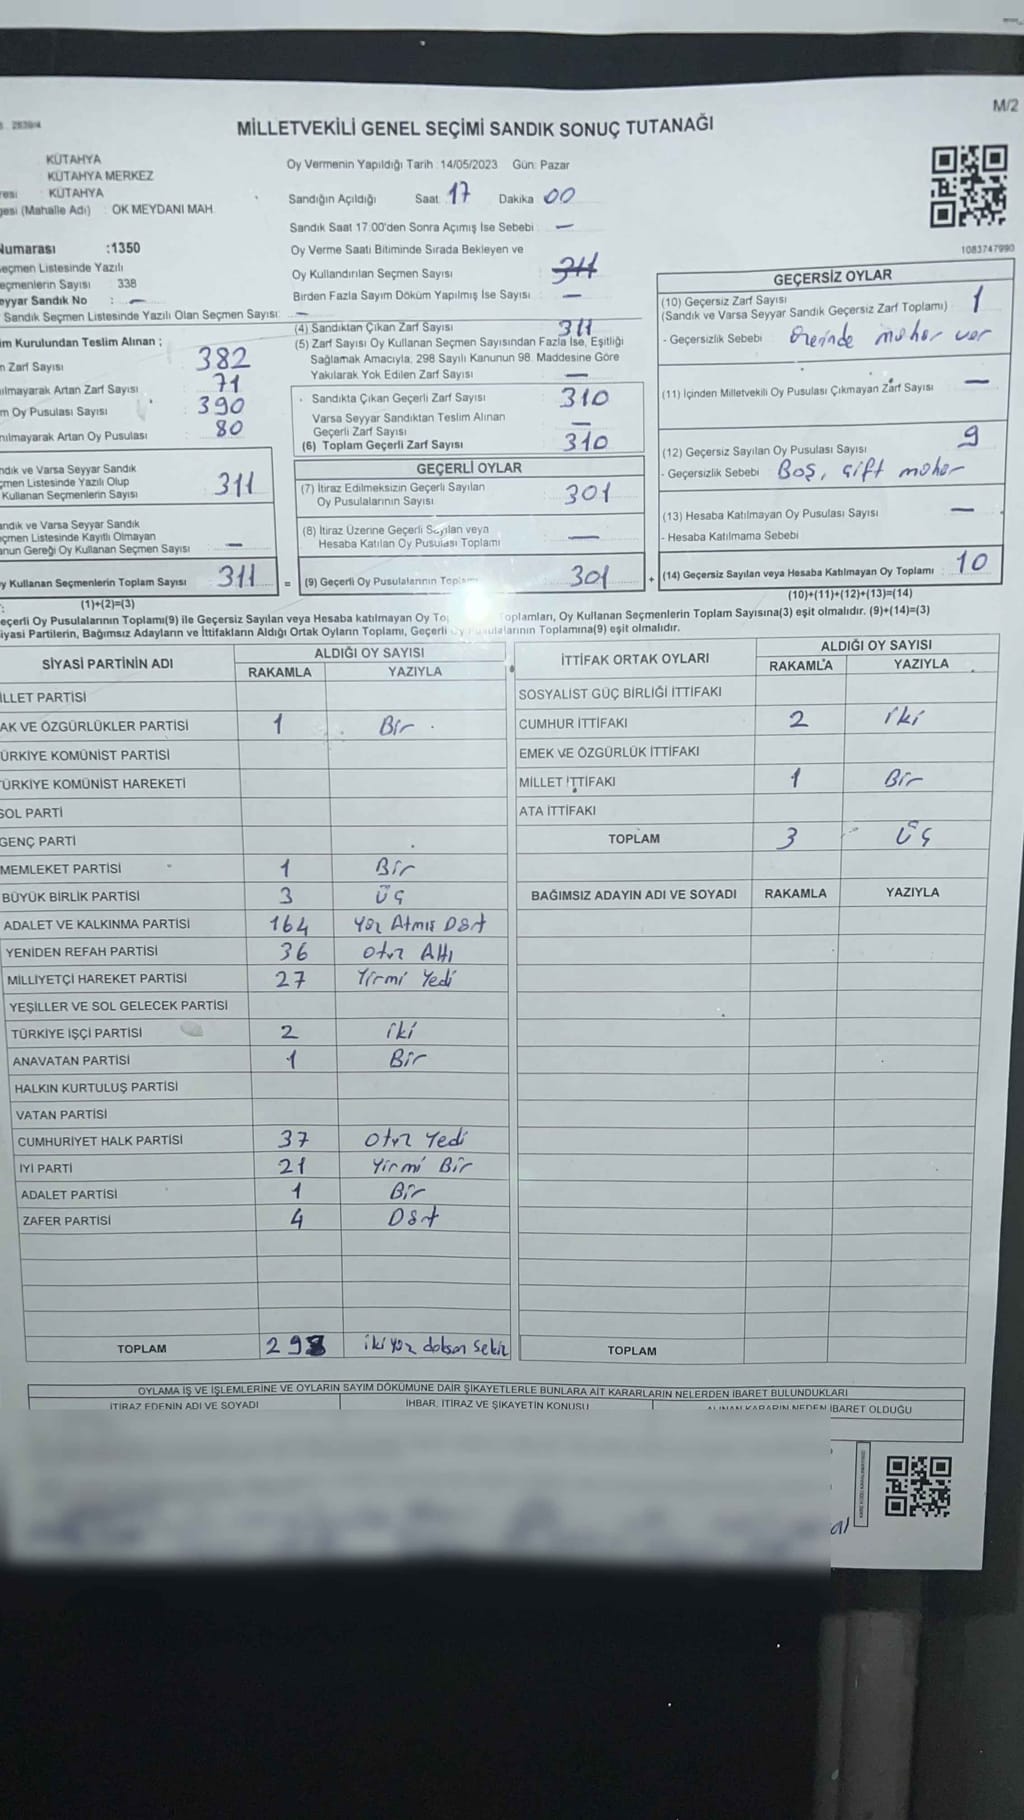 M/2
MİLLETVEKİLİ GENEL SEÇİMİ SANDIK SONUÇ TUTANAĞI
KÜTAHYA
KÜTAHYA MERKEZ
KÜTAHYA
gesi (Mahalle Adı) : OK MEYDANI MAH.
Numarası :1350
eçmen Listesinde Yazılı
eçmenlerin Sayısı : 338
eyyar Sandık No : —
Sandık Seçmen Listesinde Yazılı Olan Seçmen Sayısı: —
im Kurulundan Teslim Alınan ;
n Zarf Sayısı 382
ılmayarak Artan Zarf Sayısı 71
m Oy Pusulası Sayısı 390
nılmayarak Artan Oy Pusulası 80
Oy Vermenin Yapıldığı Tarih : 14/05/2023 Gün: Pazar
Sandığın Açıldığı Saat 17 Dakika 00
Sandık Saat 17:00'den Sonra Açımış İse Sebebi : —
Oy Verme Saati Bitiminde Sırada Bekleyen ve
Oy Kullandırılan Seçmen Sayısı 311
Birden Fazla Sayım Döküm Yapılmış İse Sayısı —
(4) Sandıktan Çıkan Zarf Sayısı 311
(5) Zarf Sayısı Oy Kullanan Seçmen Sayısından Fazla İse, Eşitliği
Sağlamak Amacıyla, 298 Sayılı Kanunun 98. Maddesine Göre
Yakılarak Yok Edilen Zarf Sayısı —
Sandıkta Çıkan Geçerli Zarf Sayısı 310
Varsa Seyyar Sandıktan Teslim Alınan
Geçerli Zarf Sayısı —
(6) Toplam Geçerli Zarf Sayısı 310
1083747990
GEÇERSİZ OYLAR
(10) Geçersiz Zarf Sayısı 1
(Sandık ve Varsa Seyyar Sandık Geçersiz Zarf Toplamı)
- Geçersizlik Sebebi Üzerinde mühür var
(11) İçinden Milletvekili Oy Pusulası Çıkmayan Zarf Sayısı —
(12) Geçersiz Sayılan Oy Pusulası Sayısı 9
- Geçersizlik Sebebi Boş, çift mühür
(13) Hesaba Katılmayan Oy Pusulası Sayısı —
- Hesaba Katılmama Sebebi
(14) Geçersiz Sayılan veya Hesaba Katılmayan Oy Toplamı : 10
(10)+(11)+(12)+(13)=(14)
ndık ve Varsa Seyyar Sandık
çmen Listesinde Yazılı Olup
Kullanan Seçmenlerin Sayısı 311
andık ve Varsa Seyyar Sandık
çmen Listesinde Kayıtlı Olmayan
anun Gereği Oy Kullanan Seçmen Sayısı —
y Kullanan Seçmenlerin Toplam Sayısı 311
(1)+(2)=(3)
GEÇERLİ OYLAR
(7) İtiraz Edilmeksizin Geçerli Sayılan
Oy Pusulalarının Sayısı 301
(8) İtiraz Üzerine Geçerli Sayılan veya
Hesaba Katılan Oy Pusulası Toplamı —
= (9) Geçerli Oy Pusulalarının Toplamı 301 +
eçerli Oy Pusulalarının Toplamı(9) ile Geçersiz Sayılan veya Hesaba katılmayan Oy Toplamları, Oy Kullanan Seçmenlerin Toplam Sayısına(3) eşit olmalıdır. (9)+(14)=(3)
iyasi Partilerin, Bağımsız Adayların ve İttifakların Aldığı Ortak Oyların Toplamı, Geçerli Oy Pusulalarının Toplamına(9) eşit olmalıdır.
SİYASİ PARTİNİN ADI ALDIĞI OY SAYISI
RAKAMLA YAZIYLA
İLLET PARTİSİ
AK VE ÖZGÜRLÜKLER PARTİSİ 1 Bir
ÜRKİYE KOMÜNİST PARTİSİ
TÜRKİYE KOMÜNİST HAREKETİ
SOL PARTİ
GENÇ PARTİ
MEMLEKET PARTİSİ 1 Bir
BÜYÜK BİRLİK PARTİSİ 3 üç
ADALET VE KALKINMA PARTİSİ 164 Yüz Atmış Dört
YENİDEN REFAH PARTİSİ 36 Otuz Altı
MİLLİYETÇİ HAREKET PARTİSİ 27 Yirmi Yedi
YEŞİLLER VE SOL GELECEK PARTİSİ
TÜRKİYE İŞÇİ PARTİSİ 2 iki
ANAVATAN PARTİSİ 1 Bir
HALKIN KURTULUŞ PARTİSİ
VATAN PARTİSİ
CUMHURİYET HALK PARTİSİ 37 Otuz Yedi
İYİ PARTİ 21 Yirmi Bir
ADALET PARTİSİ 1 Bir
ZAFER PARTİSİ 4 Dört
TOPLAM 298 iki yüz doksan sekiz
İTTİFAK ORTAK OYLARI ALDIĞI OY SAYISI
RAKAMLA YAZIYLA
SOSYALİST GÜÇ BİRLİĞİ İTTİFAKI
CUMHUR İTTİFAKI 2 iki
EMEK VE ÖZGÜRLÜK İTTİFAKI
MİLLET İTTİFAKI 1 Bir
ATA İTTİFAKI
TOPLAM 3 üç
BAĞIMSIZ ADAYIN ADI VE SOYADI RAKAMLA YAZIYLA
TOPLAM
OYLAMA İŞ VE İŞLEMLERİNE VE OYLARIN SAYIM DÖKÜMÜNE DAİR ŞİKAYETLERLE BUNLARA AİT KARARLARIN NELERDEN İBARET BULUNDUKLARI
İTİRAZ EDENİN ADI VE SOYADI İHBAR, İTİRAZ VE ŞİKAYETİN KONUSU ALINAN KARARIN NEDEN İBARET OLDUĞU